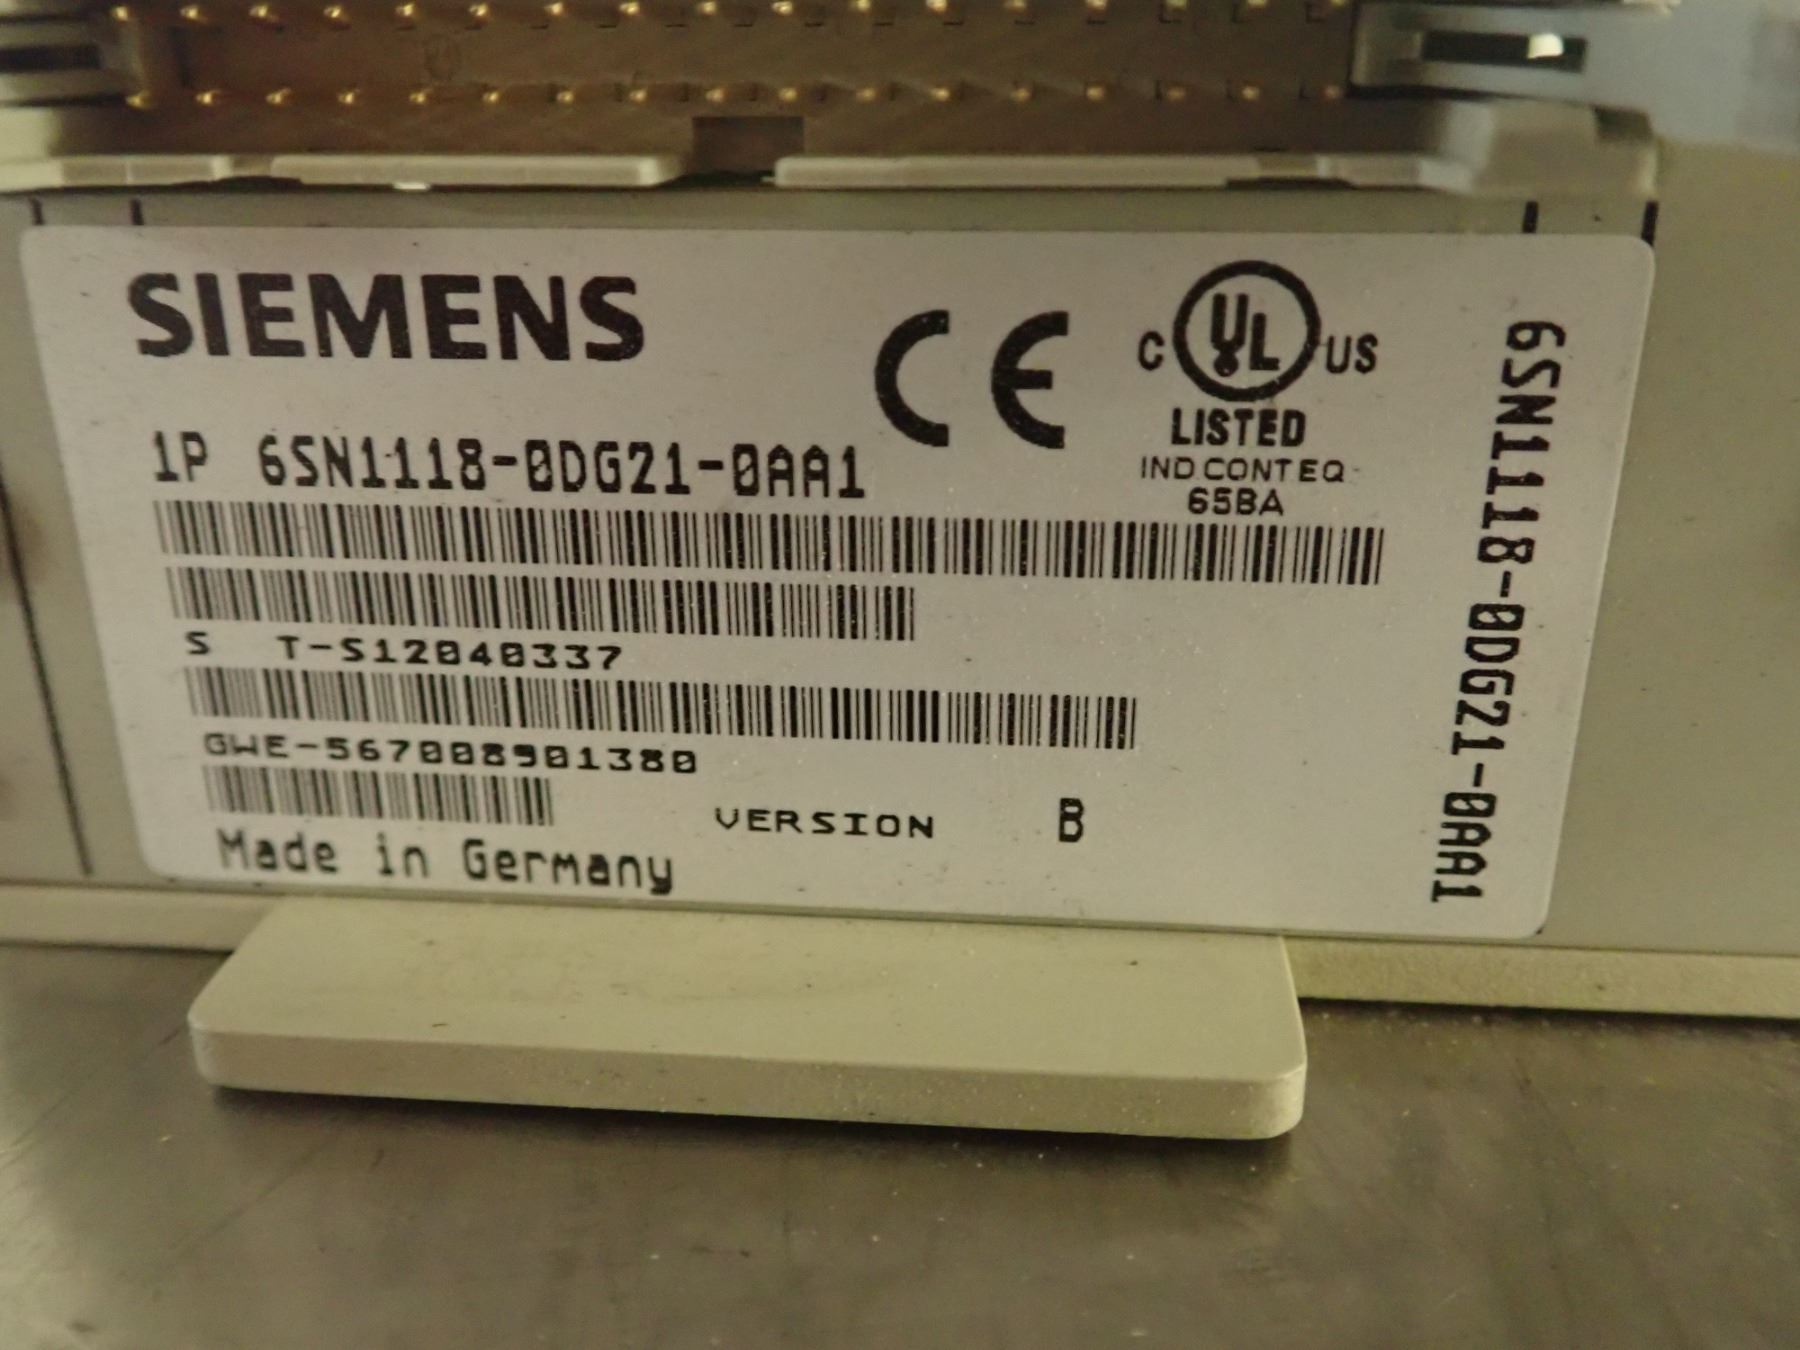 SIEMENS
CE
C UL US
LISTED
IND.CONT.EQ.
65BA
1P 6SN1118-0DG21-0AA1
S T-S12040337
GWE-567008901380
VERSION B
Made in Germany
6SN1118-0DG21-0AA1